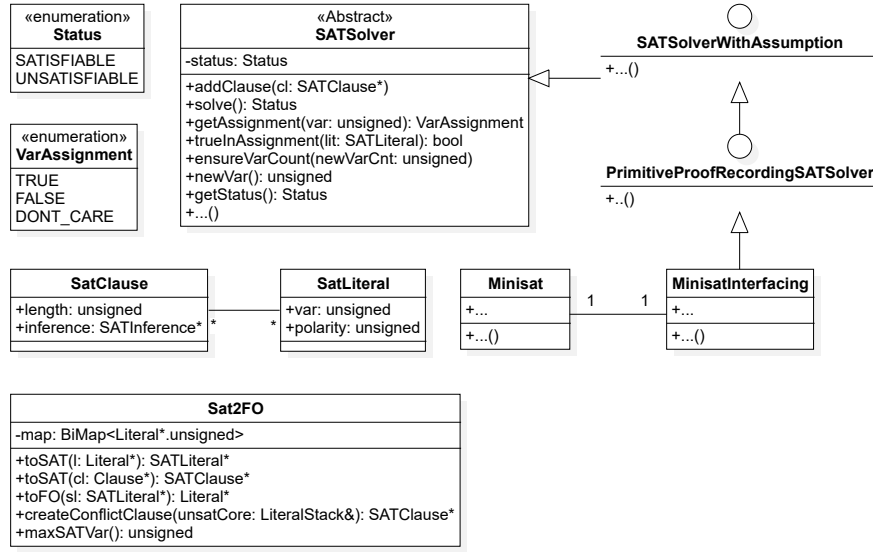 «enumeration»
Status
SATISFIABLE
UNSATISFIABLE
«enumeration»
VarAssignment
TRUE
FALSE
DONT_CARE
«Abstract»
SATSolver
-status: Status
+addClause(cl: SATClause*)
+solve(): Status
+getAssignment(var: unsigned): VarAssignment
+trueInAssignment(lit: SATLiteral): bool
+ensureVarCount(newVarCnt: unsigned)
+newVar(): unsigned
+getStatus(): Status
+...()
SATSolverWithAssumption
+...()
PrimitiveProofRecordingSATSolver
+..()
SatClause
+length: unsigned
+inference: SATInference*
*
*
SatLiteral
+var: unsigned
+polarity: unsigned
Minisat
+...
+...()
1
1
MinisatInterfacing
+...
+...()
Sat2FO
-map: BiMap<Literal*.unsigned>
+toSAT(l: Literal*): SATLiteral*
+toSAT(cl: Clause*): SATClause*
+toFO(sl: SATLiteral*): Literal*
+createConflictClause(unsatCore: LiteralStack&): SATClause*
+maxSATVar(): unsigned